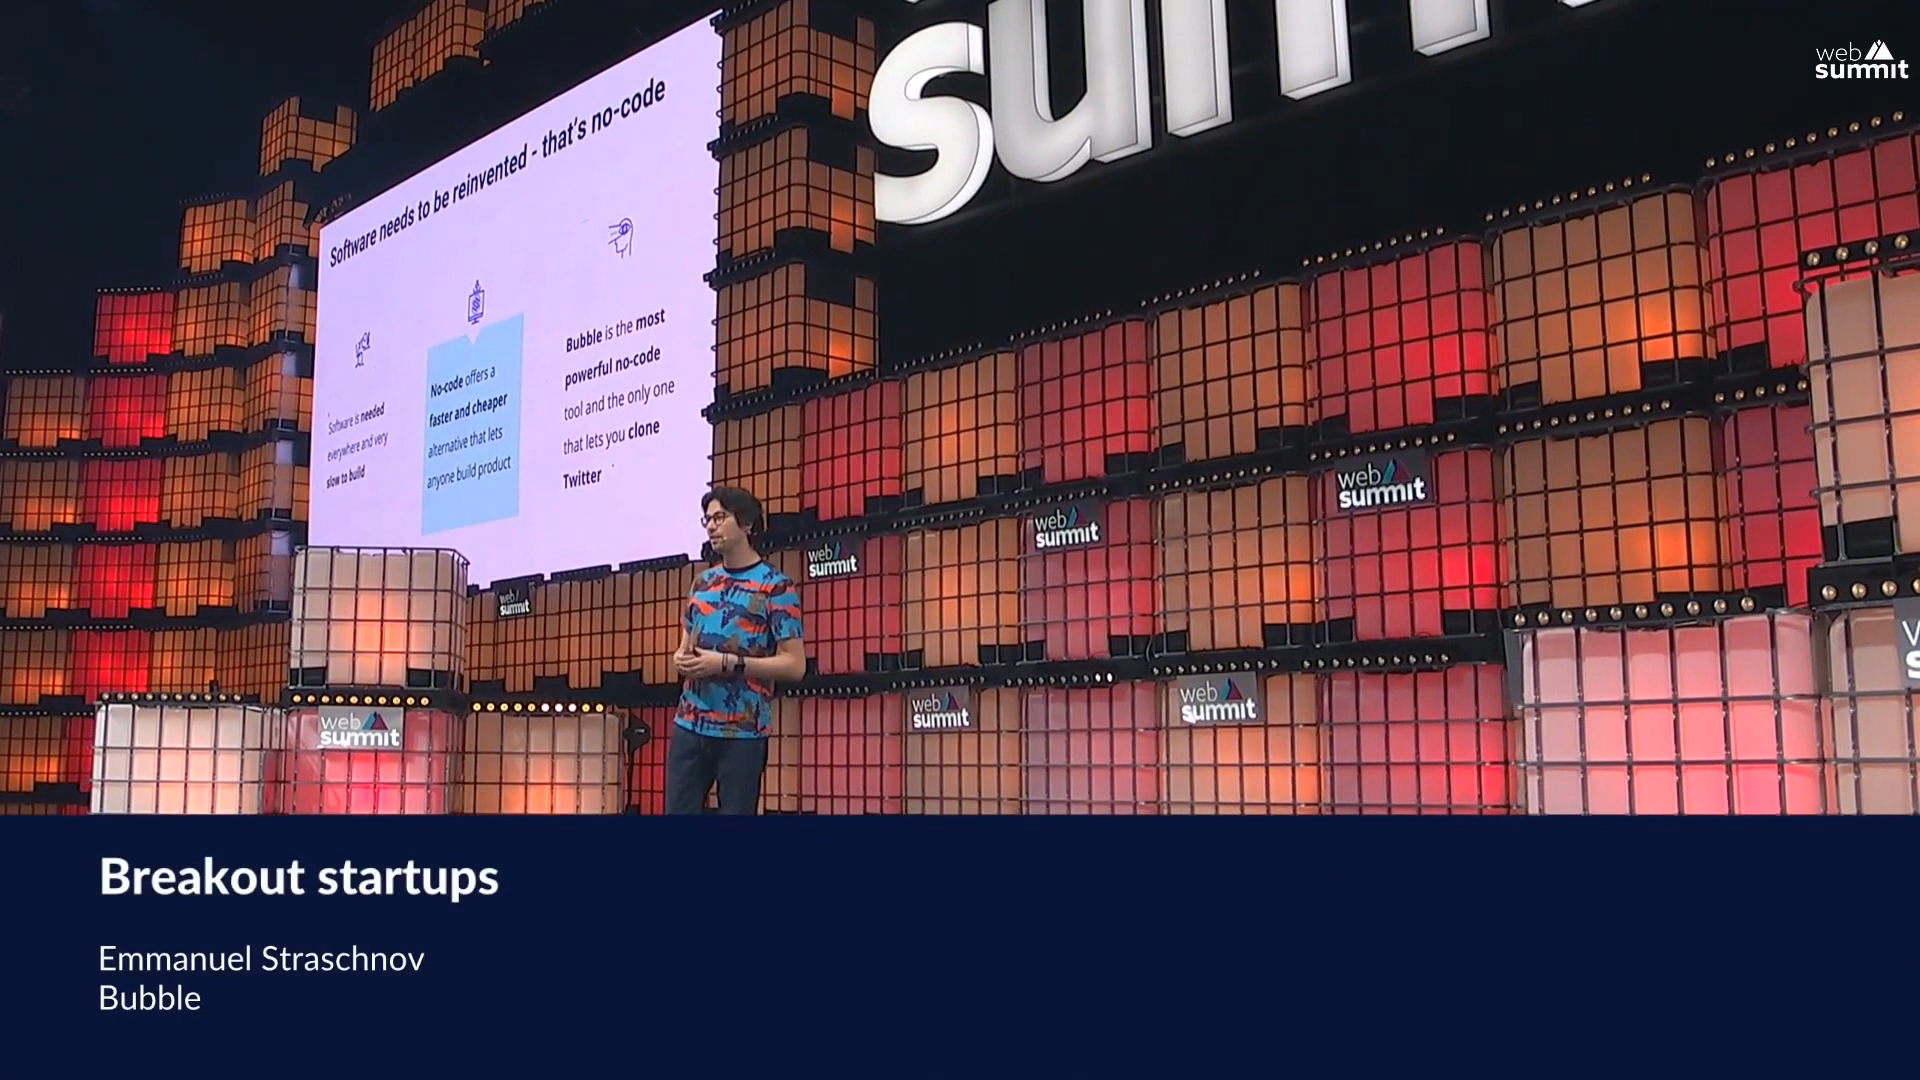 web
summit
summ
Software needs to be reinvented - that's no-code
Software is needed
everywhere and very
slow to build
No-code offers a
faster and cheaper
alternative that lets
anyone build product
Bubble is the most
powerful no-code
tool and the only one
that lets you clone
Twitter
web
summit
web
summit
web
summit
web
summit
web
summit
web
summit
web
summit
Breakout startups
Emmanuel Straschnov
Bubble